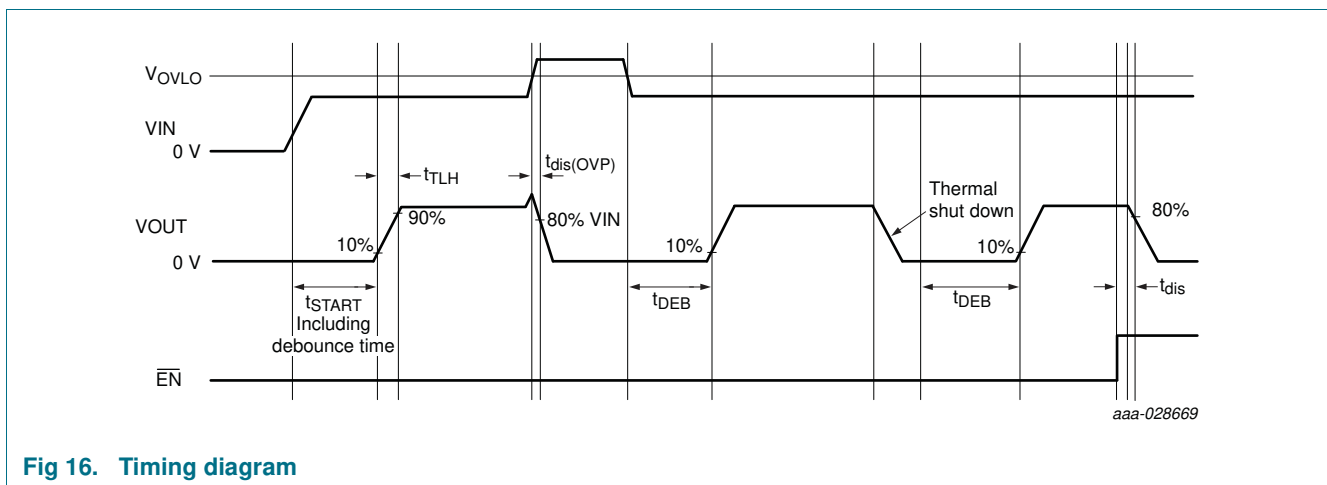 VOVLO
VIN
0 V
tTLH
tdis(OVP)
90%
80% VIN
Thermal
shut down
80%
VOUT
10%
10%
10%
0 V
tSTART
Including
debounce time
tDEB
tDEB
tdis
EN
aaa-028669
Fig 16. Timing diagram